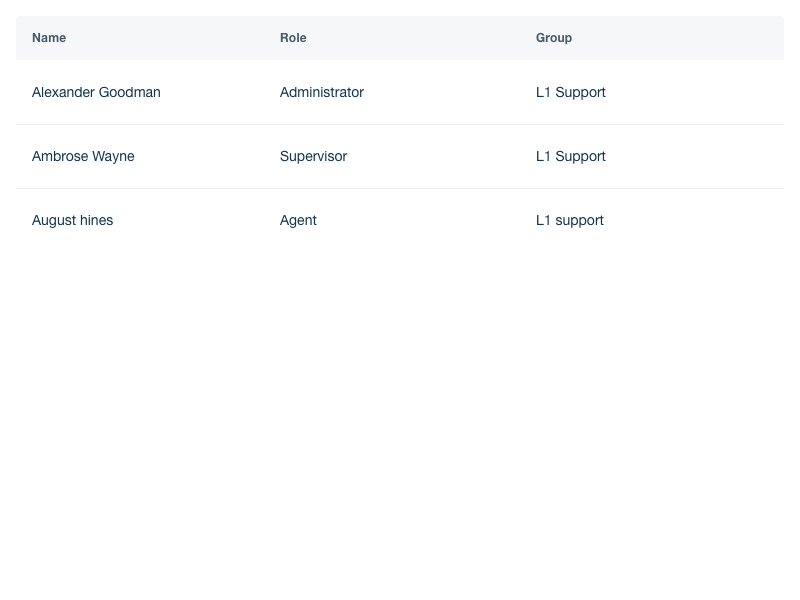 Name Role Group
Alexander Goodman Administrator L1 Support
Ambrose Wayne Supervisor L1 Support
August hines Agent L1 support